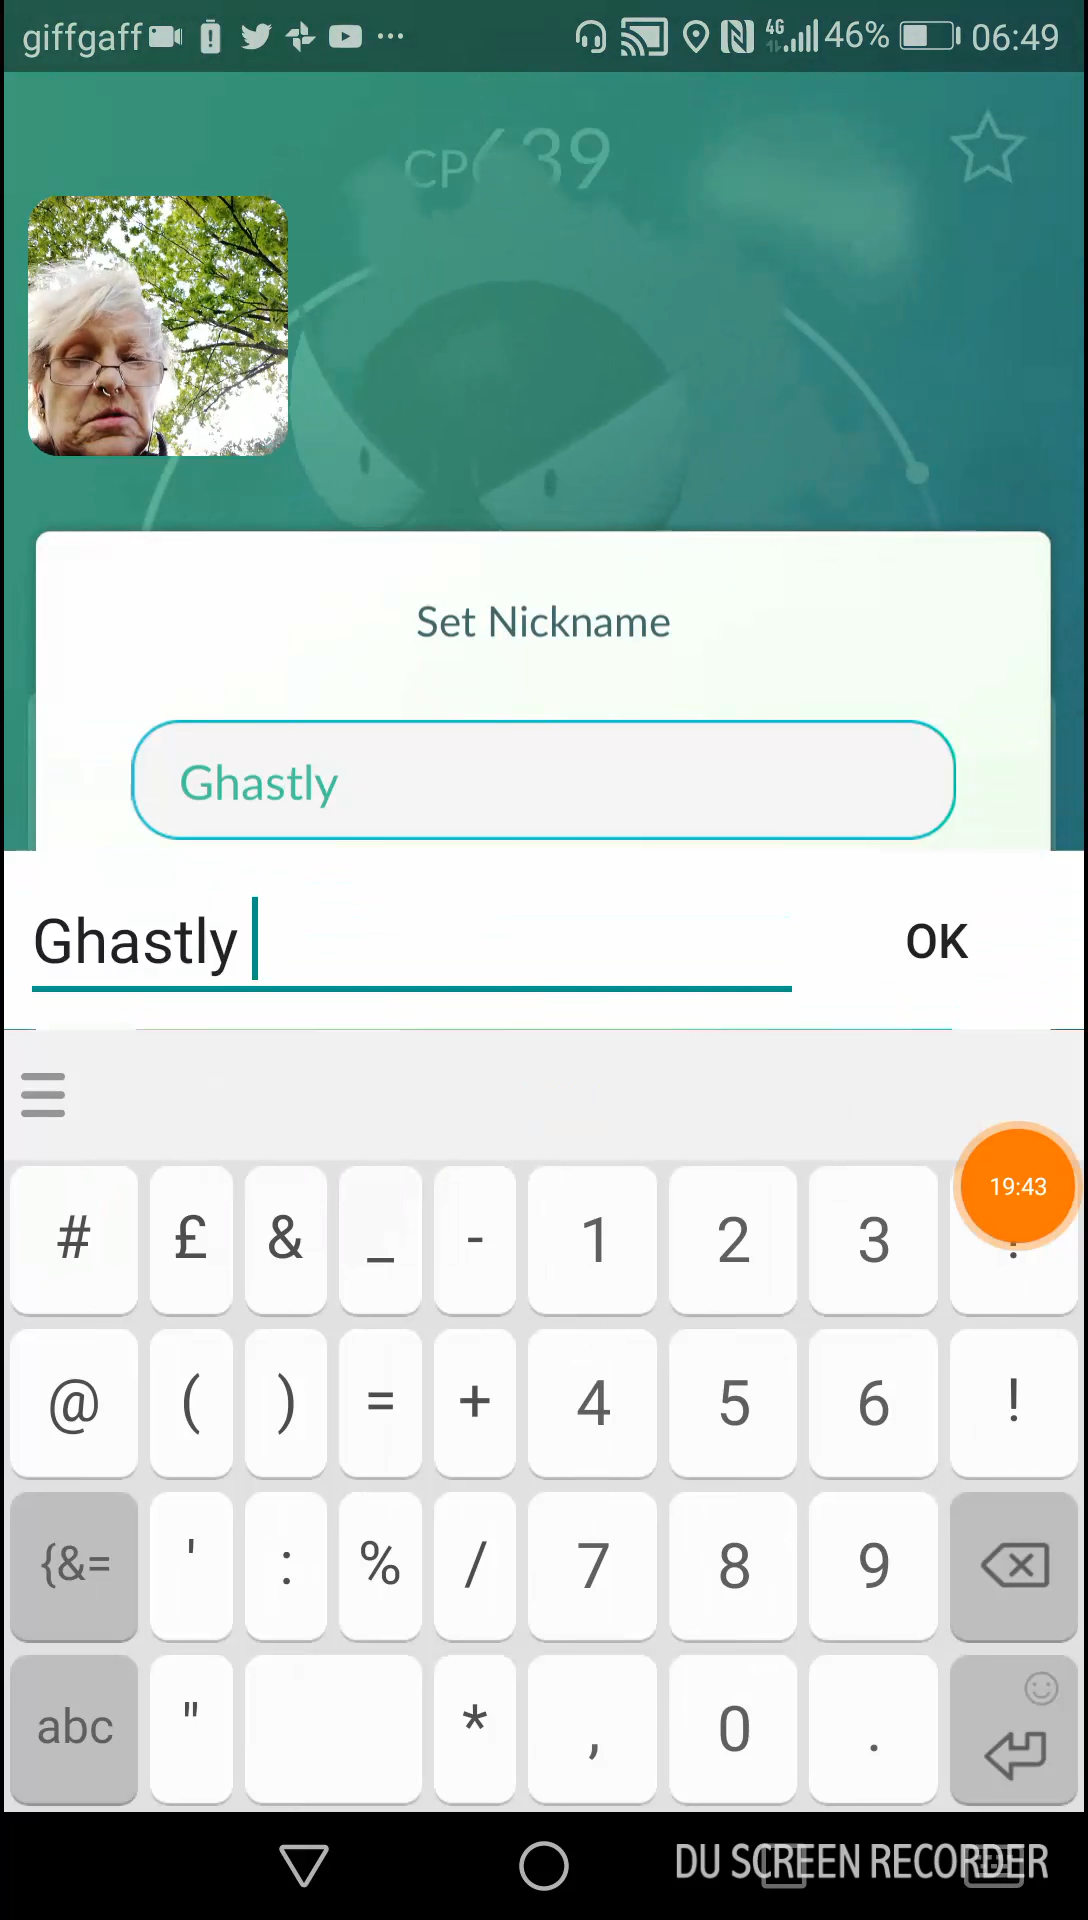 giffgaff 4G 46% 06:49
CP 39
Set Nickname
Ghastly
Ghastly OK
19:43
# £ & _ - 1 2 3
@ ( ) = + 4 5 6 !
{&= ' : % / 7 8 9
abc " * , 0 .
DU SCREEN RECORDER